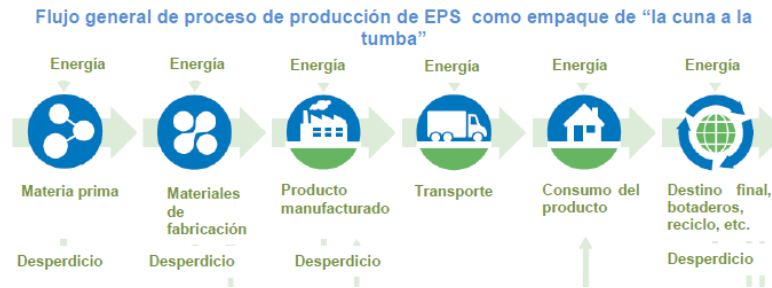 Flujo general de proceso de producción de EPS como empaque de “la cuna a la
tumba”
Energía Energía Energía Energía Energía Energía
Materia prima
Materiales
de
fabricación
Producto
manufacturado
Transporte
Consumo del
producto
Destino final,
botaderos,
reciclo, etc.
Desperdicio Desperdicio Desperdicio Desperdicio